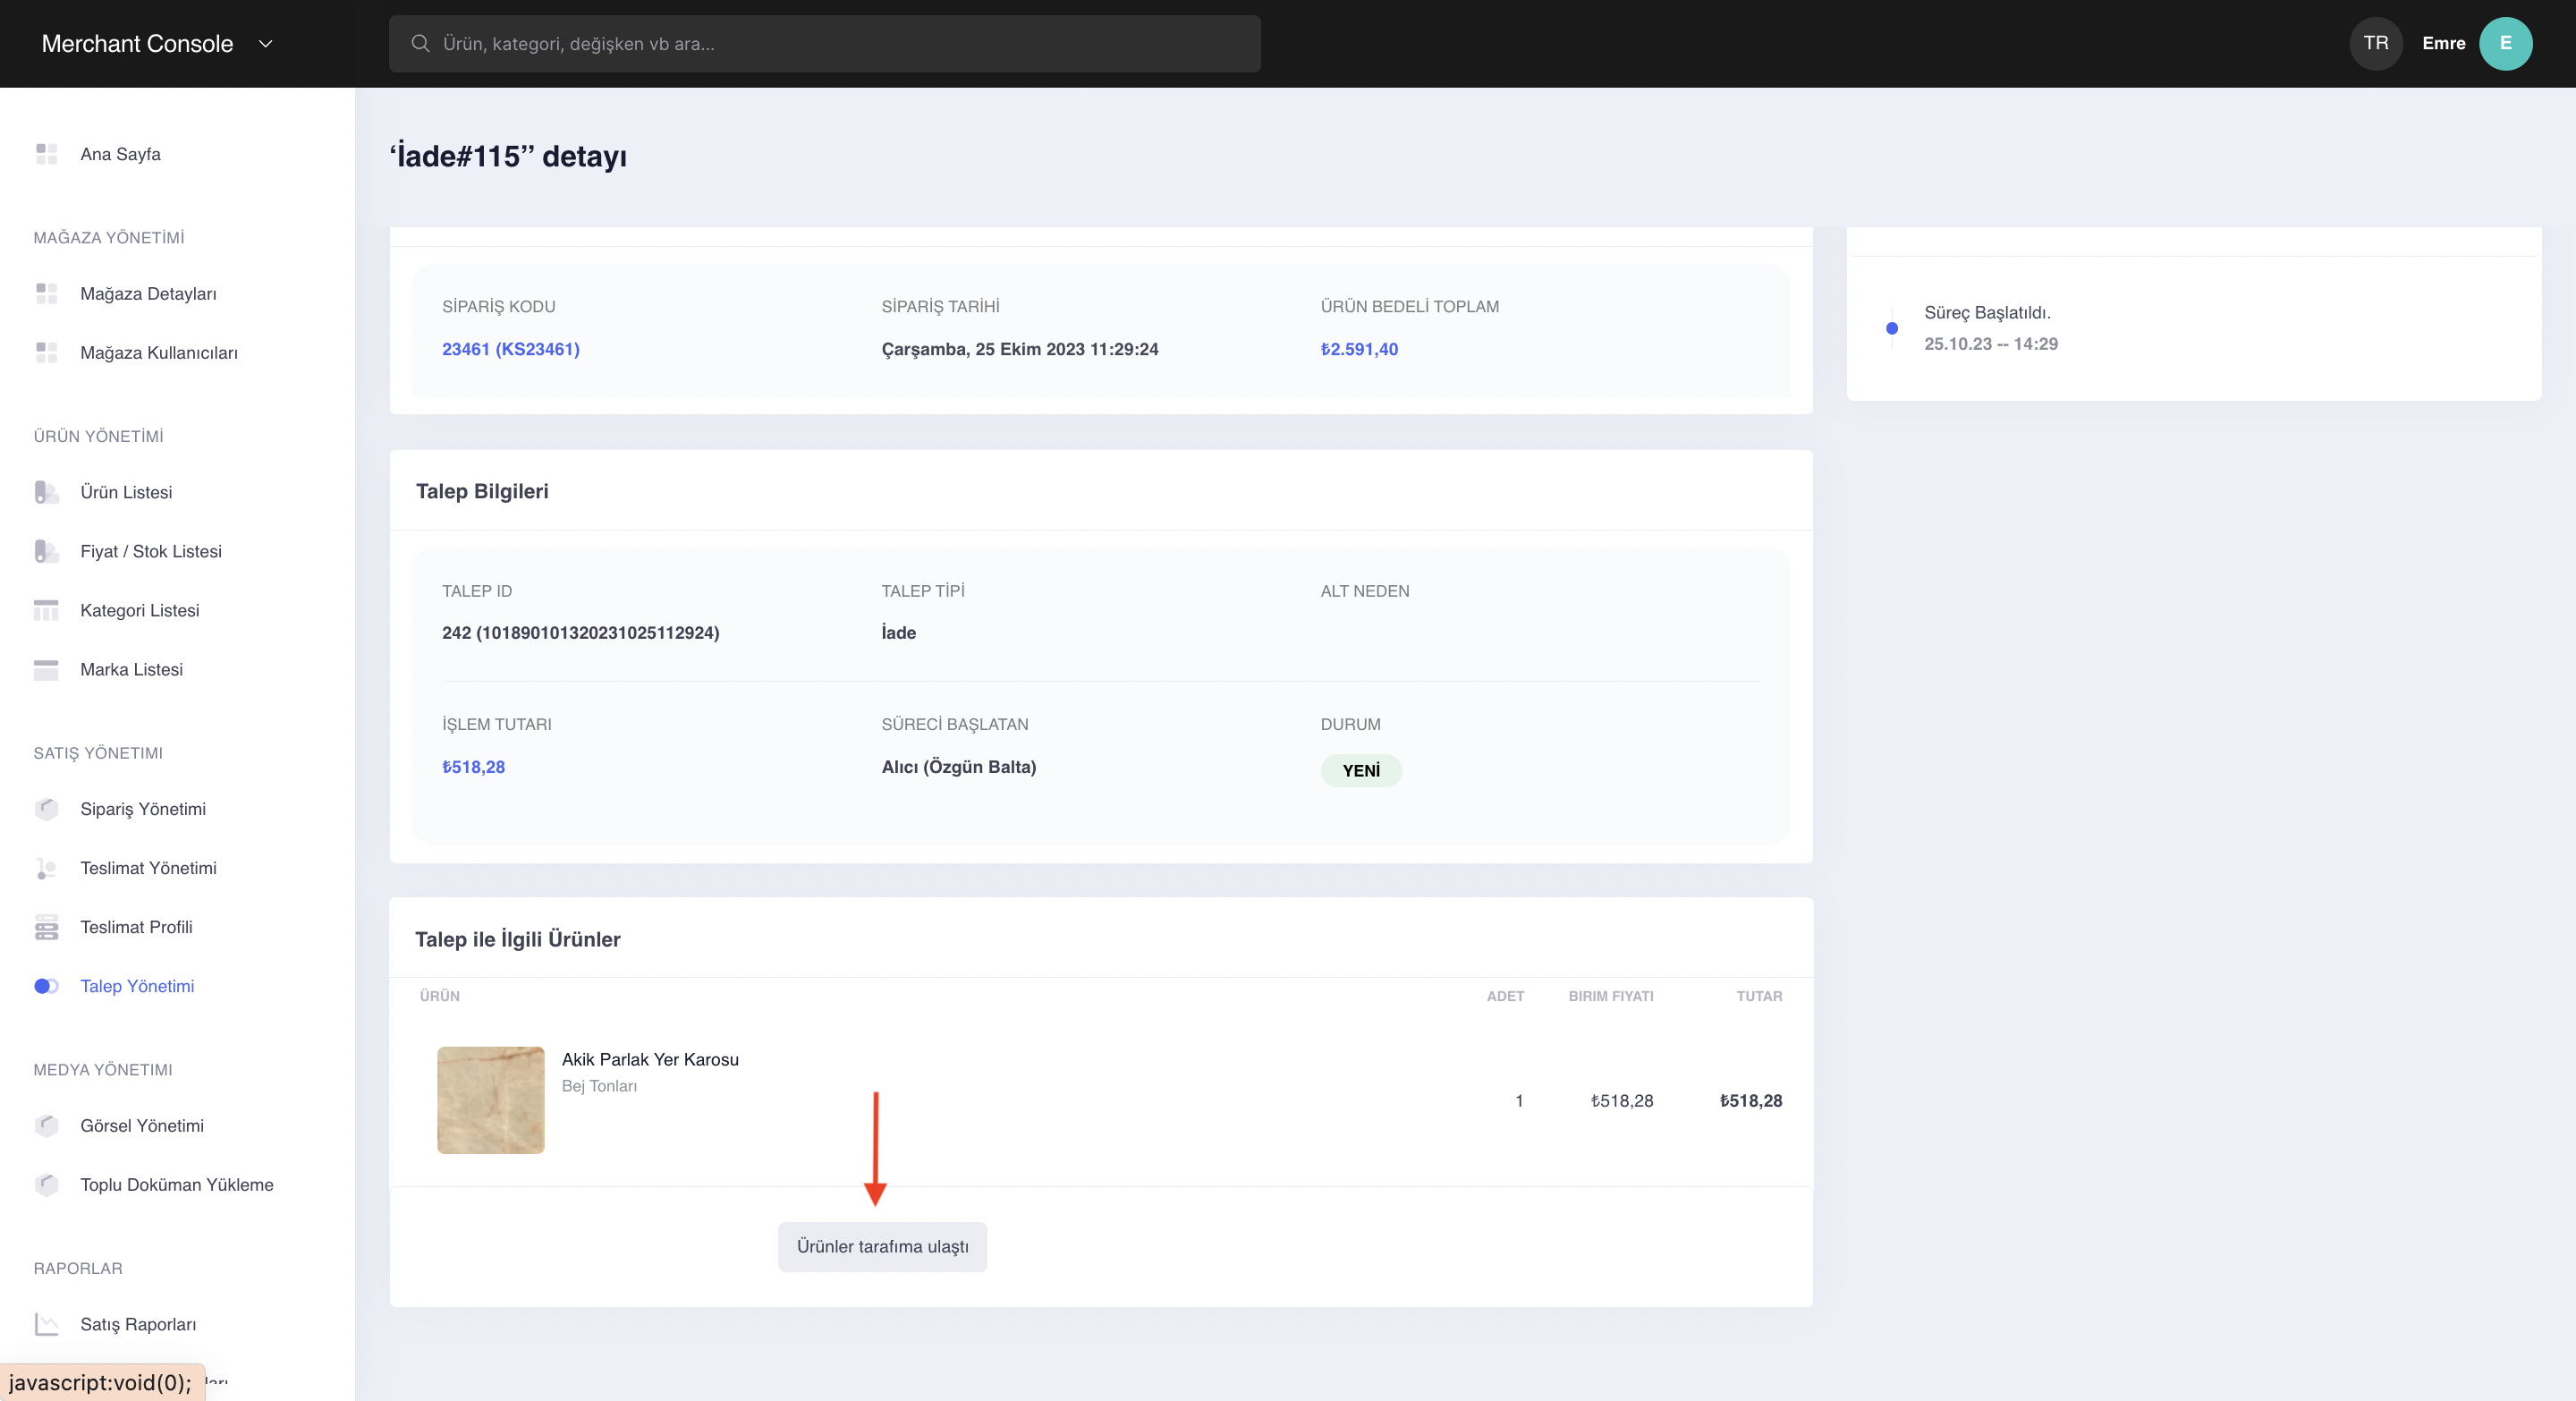 Merchant Console
Ürün, kategori, değişken vb ara...
TR
Emre
E
Ana Sayfa
MAĞAZA YÖNETİMİ
Mağaza Detayları
Mağaza Kullanıcıları
ÜRÜN YÖNETİMİ
Ürün Listesi
Fiyat / Stok Listesi
Kategori Listesi
Marka Listesi
SATIŞ YÖNETIMI
Sipariş Yönetimi
Teslimat Yönetimi
Teslimat Profili
Talep Yönetimi
MEDYA YÖNETIMI
Görsel Yönetimi
Toplu Doküman Yükleme
RAPORLAR
Satış Raporları
javascript:void(0);
‘İade#115’’ detayı
SİPARİŞ KODU
SİPARİŞ TARİHİ
ÜRÜN BEDELİ TOPLAM
23461 (KS23461)
Çarşamba, 25 Ekim 2023 11:29:24
₺2.591,40
Süreç Başlatıldı.
25.10.23 -- 14:29
Talep Bilgileri
TALEP ID
TALEP TİPİ
ALT NEDEN
242 (101890101320231025112924)
İade
İŞLEM TUTARI
SÜRECİ BAŞLATAN
DURUM
₺518,28
Alıcı (Özgün Balta)
YENİ
Talep ile İlgili Ürünler
ÜRÜN
ADET
BIRIM FIYATI
TUTAR
Akik Parlak Yer Karosu
Bej Tonları
1
₺518,28
₺518,28
Ürünler tarafıma ulaştı